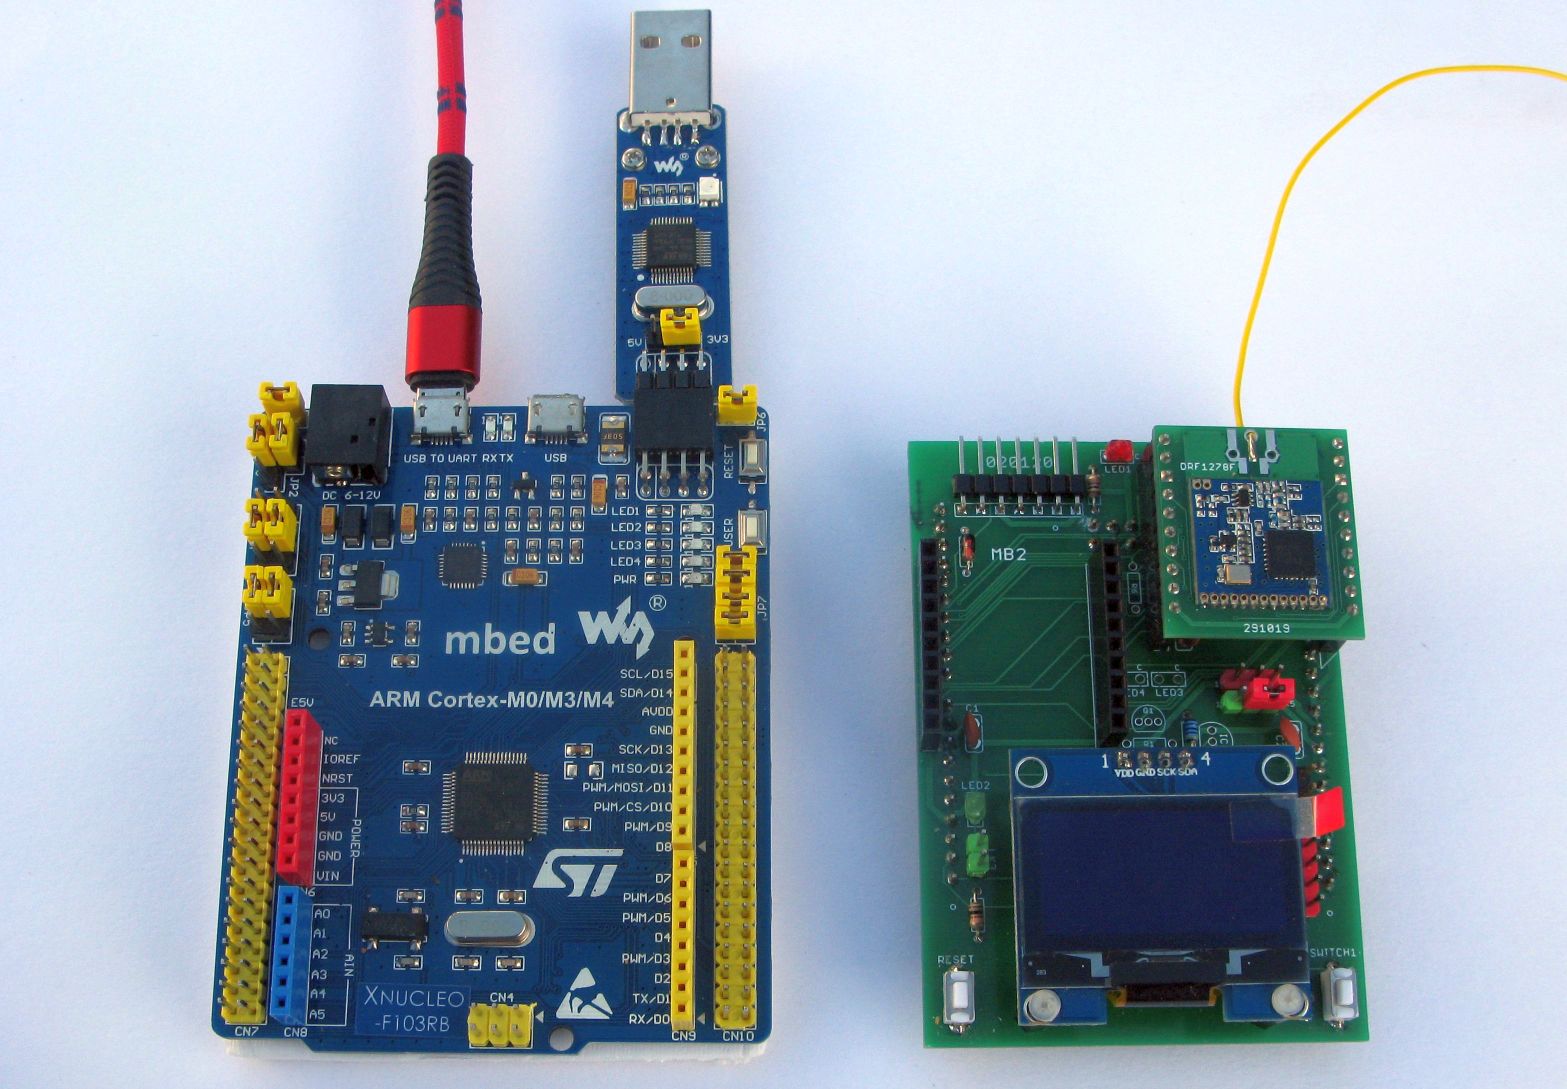 5V
3V3
JP6
RESET
USB TO UART
RX
TX
USB
DC 6-12V
JP2
LED1
LED2
LED3
LED4
PWR
USER
JP7
mbed
®
ARM Cortex-M0/M3/M4
SCL/D15
SDA/D14
AVDD
GND
SCK/D13
MISO/D12
PWM/MOSI/D11
PWM/CS/D10
PWM/D9
D8
D7
PWM/D6
PWM/D5
D4
PWM/D3
D2
TX/D1
RX/D0
E5V
NC
IOREF
NRST
3V3
5V
GND
GND
VIN
POWER
A0
A1
A2
A3
A4
A5
AIN
ST
XNUCLEO
-F103RB
CN4
CN7
CN8
CN9
CN10
020120
LED1
MB2
DRF1278F
291019
LED3
C1
Q1
LED2
1
VDD
GND
SCK
SDA
4
RESET
SWITCH1